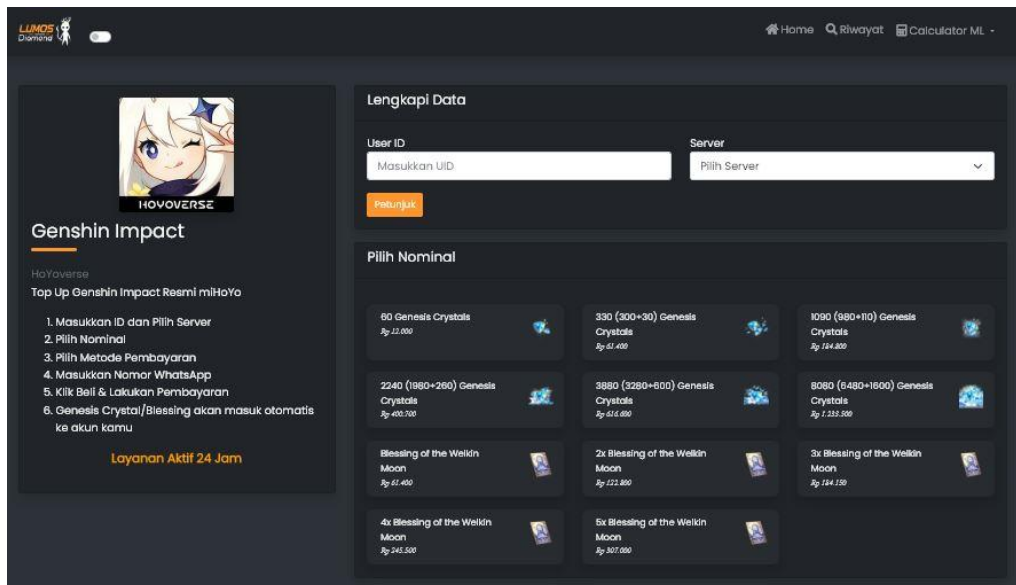 LUMOS
Diamond
Home Riwayat Calculator ML
HOYOVERSE
Genshin Impact
HoYoverse
Top Up Genshin Impact Resmi miHoYo
1. Masukkan ID dan Pilih Server
2. Pilih Nominal
3. Pilih Metode Pembayaran
4. Masukkan Nomor WhatsApp
5. Klik Beli & Lakukan Pembayaran
6. Genesis Crystal/Blessing akan masuk otomatis
ke akun kamu
Layanan Aktif 24 Jam
Lengkapi Data
User ID
Masukkan UID
Server
Pilih Server
Petunjuk
Pilih Nominal
60 Genesis Crystals
Rp 12.000
330 (300+30) Genesis
Crystals
Rp 61.400
1090 (980+110) Genesis
Crystals
Rp 184.800
2240 (1980+260) Genesis
Crystals
Rp 400.700
3880 (3280+600) Genesis
Crystals
Rp 616.000
8080 (6480+1600) Genesis
Crystals
Rp 1.235.500
Blessing of the Welkin
Moon
Rp 61.400
2x Blessing of the Welkin
Moon
Rp 122.800
3x Blessing of the Welkin
Moon
Rp 184.150
4x Blessing of the Welkin
Moon
Rp 245.500
5x Blessing of the Welkin
Moon
Rp 307.000